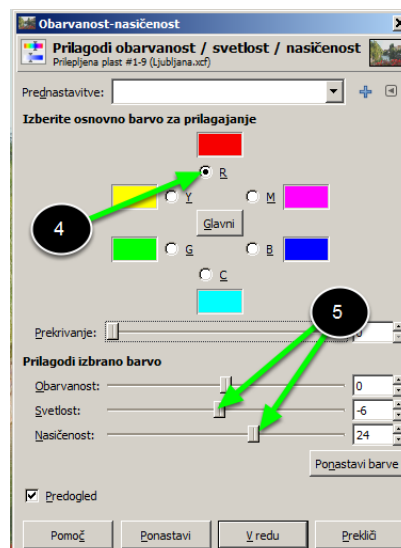 Obarvanost-nasičenost
Prilagodi obarvanost / svetlost / nasičenost
Prilepljena plast #1-9 (Ljubljana.xcf)
Prednastavitve:
Izberite osnovno barvo za prilagajanje
R
4
Y M
Glavni
G B
C
5
Prekrivanje:
Prilagodi izbrano barvo
Obarvanost: 0
Svetlost: -6
Nasičenost: 24
Ponastavi barve
Predogled
Pomoč Ponastavi V redu Prekliči